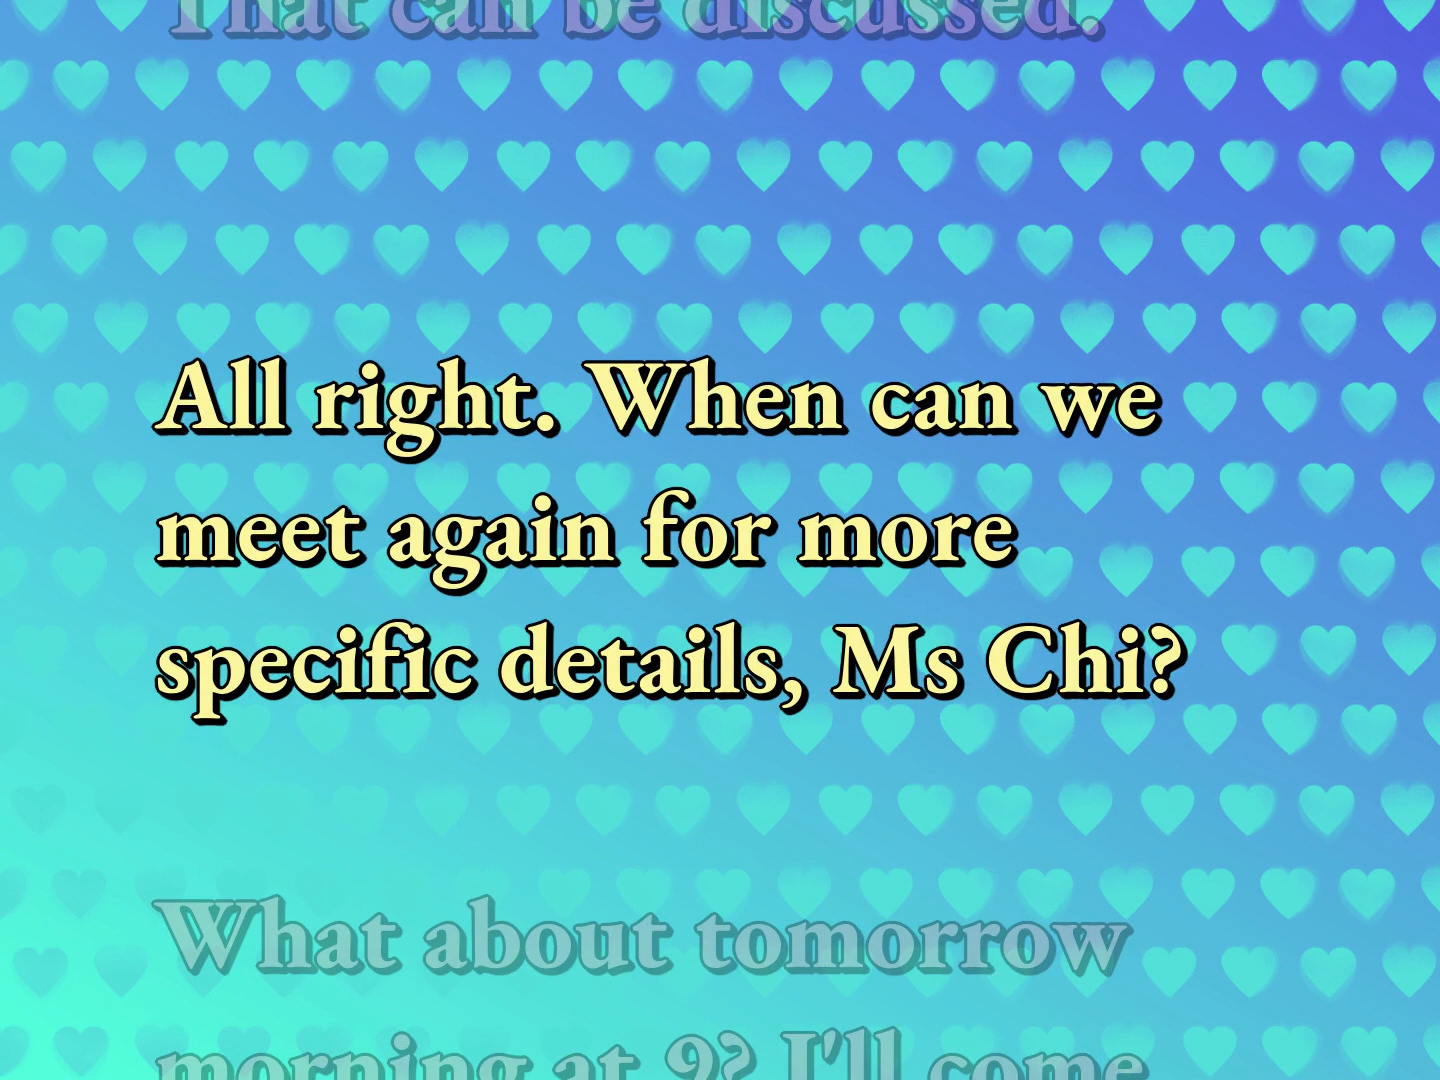 That can be discussed.
All right. When can we
meet again for more
specific details, Ms Chi?
What about tomorrow
morning at 9? I'll come